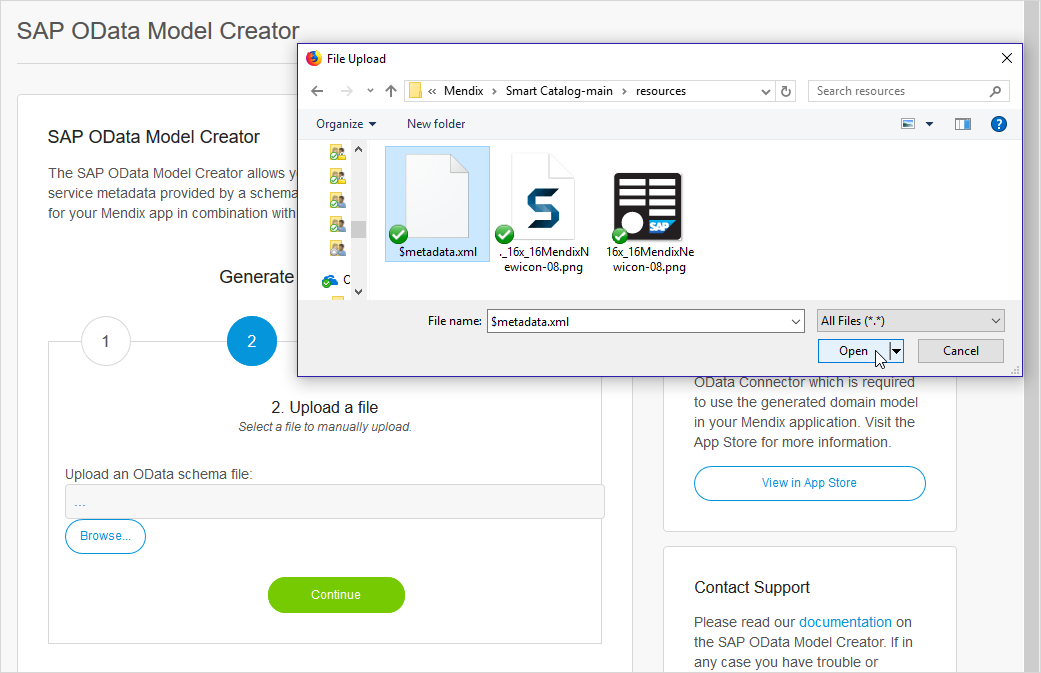 SAP OData Model Creator
File Upload
« Mendix > Smart Catalog-main > resources
Search resources
Organize
New folder
?
$metadata.xml
._16x_16MendixN
ewicon-08.png
SAP
16x_16MendixNe
wicon-08.png
File name:
$metadata.xml
All Files (*.*)
Open
Cancel
SAP OData Model Creator
The SAP OData Model Creator allows
service metadata provided by a schema
for your Mendix app in combination with
Generate
1
2
2. Upload a file
Select a file to manually upload.
Upload an OData schema file:
...
Browse...
Continue
OData Connector which is required
to use the generated domain model
in your Mendix application. Visit the
App Store for more information.
View in App Store
Contact Support
Please read our documentation on
the SAP OData Model Creator. If in
any case you have trouble or